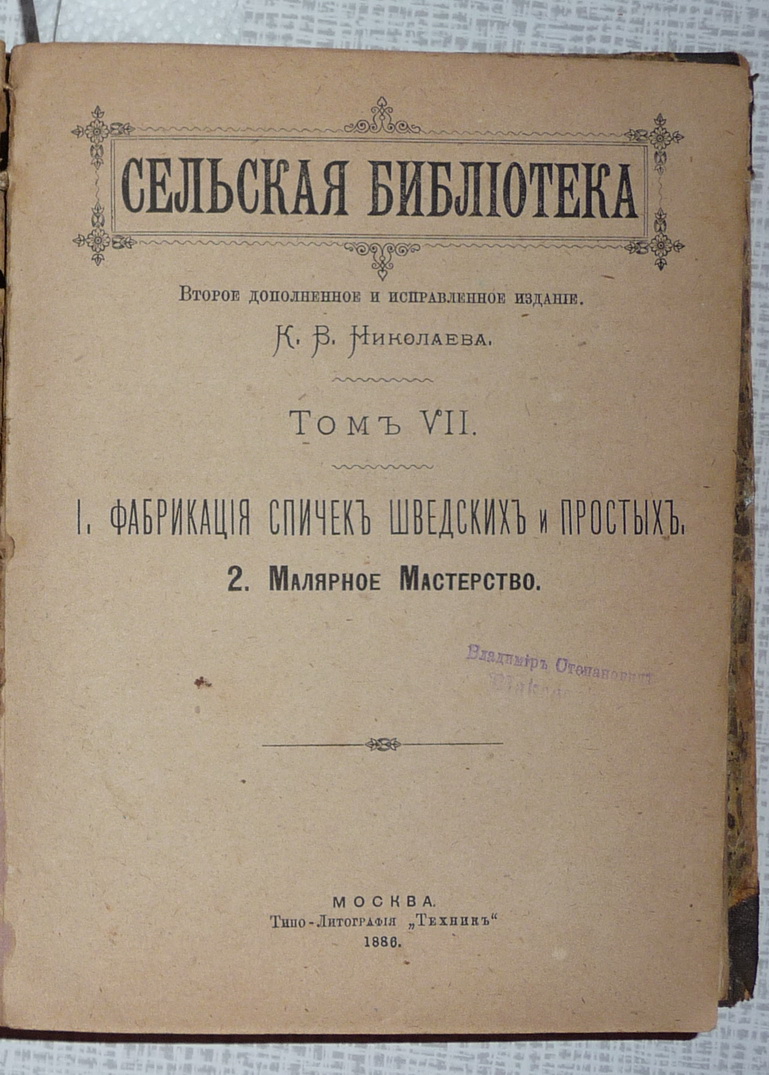 СЕЛЬСКАЯ БИБЛІОТЕКА
Второе дополненное и исправленное изданіе.
К. В. Николаева.
Томъ VII.
I. ФАБРИКАЦІЯ СПИЧЕКЪ ШВЕДСКИХЪ и ПРОСТЫХЪ.
2. Малярное Мастерство.
Владиміръ Степановичъ
МОСКВА.
Типо-Литографія „Техникъ“
1886.